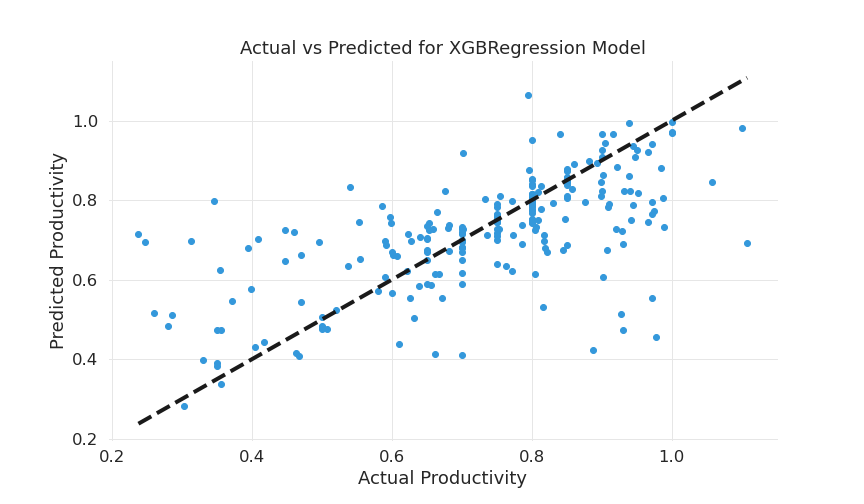 Actual vs Predicted for XGBRegression Model
Predicted Productivity
1.0
0.8
0.6
0.4
0.2
0.2 0.4 0.6 0.8 1.0
Actual Productivity